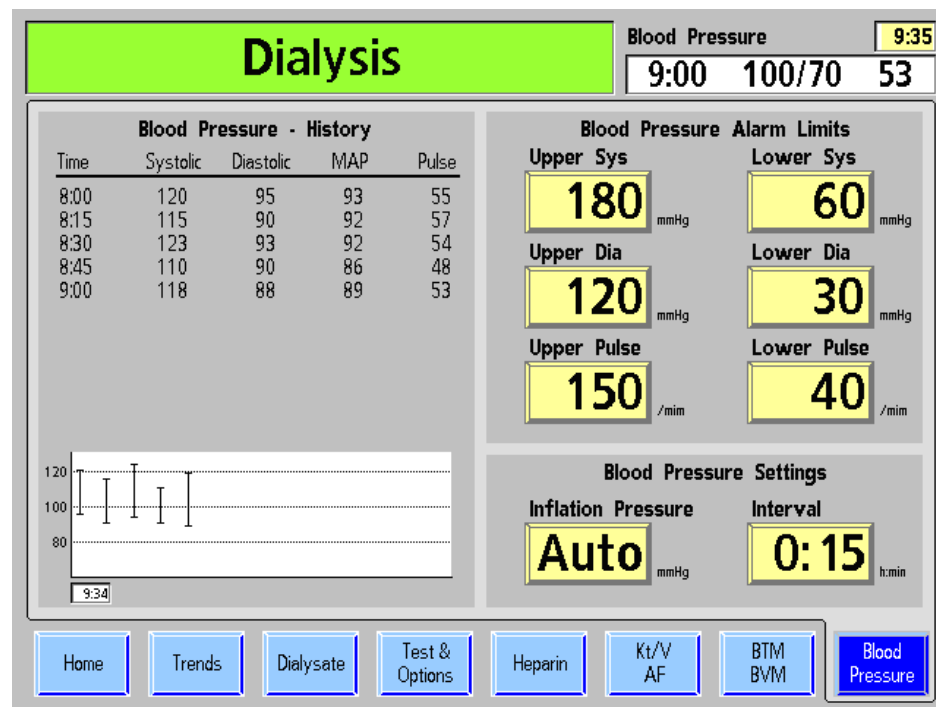 Dialysis
Blood Pressure 9:35
9:00 100/70 53
Blood Pressure - History
Time Systolic Diastolic MAP Pulse
8:00 120 95 93 55
8:15 115 90 92 57
8:30 123 93 92 54
8:45 110 90 86 48
9:00 118 88 89 53
120
100
80
9:34
Blood Pressure Alarm Limits
Upper Sys Lower Sys
180 mmHg 60 mmHg
Upper Dia Lower Dia
120 mmHg 30 mmHg
Upper Pulse Lower Pulse
150 /mim 40 /mim
Blood Pressure Settings
Inflation Pressure Interval
Auto mmHg 0:15 h:min
Home Trends Dialysate Test & Options Heparin Kt/V AF BTM BVM Blood Pressure